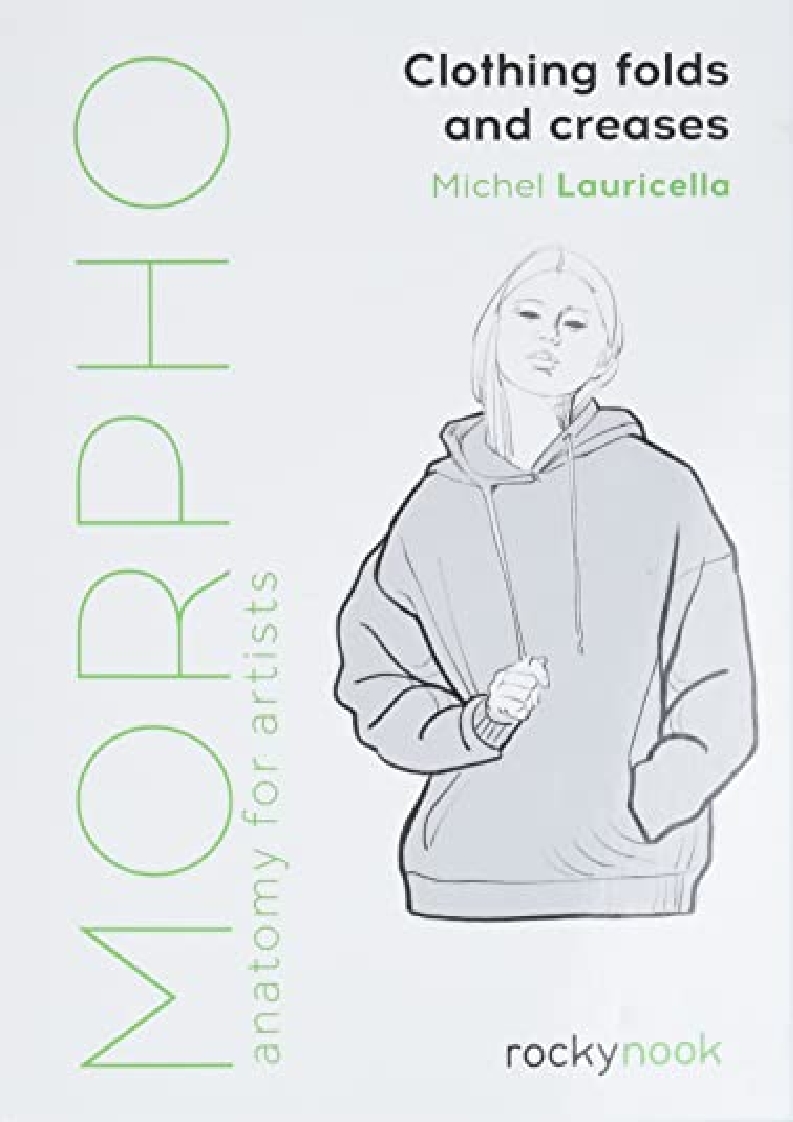 Clothing folds
and creases
Michel Lauricella
MORPHO
anatomy for artists
rockynook